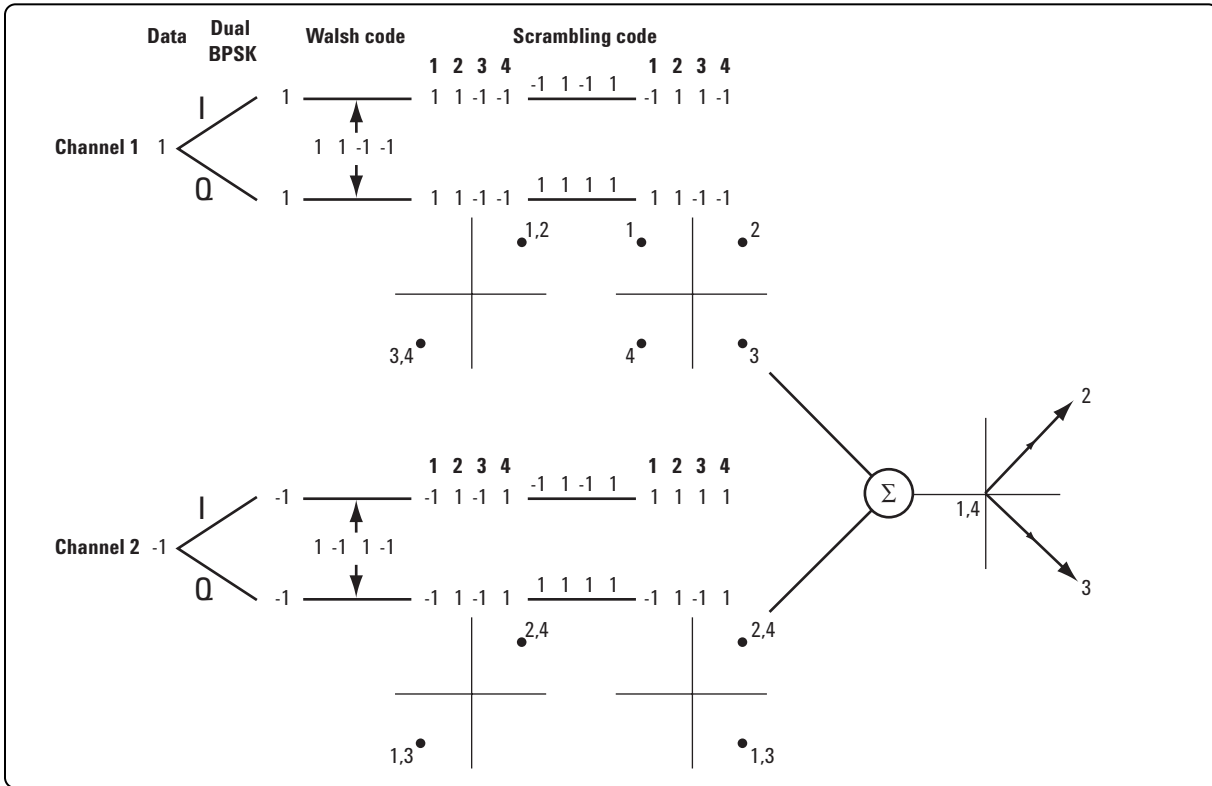 Data Dual BPSK Walsh code Scrambling code
1 2 3 4 1 2 3 4
I 1 1 1 -1 -1 -1 1 -1 1 -1 1 1 -1
Channel 1 1 1 1 -1 -1
Q 1 1 1 -1 -1 1 1 1 1 1 1 -1 -1
1,2 1 2
3,4 4 3
2
1 2 3 4 1 2 3 4
I -1 -1 1 -1 1 -1 1 -1 1 1 1 1 1
Σ
1,4
Channel 2 -1 1 -1 1 -1
Q -1 -1 1 -1 1 1 1 1 1 -1 1 -1 1
3
2,4 2,4
1,3 1,3